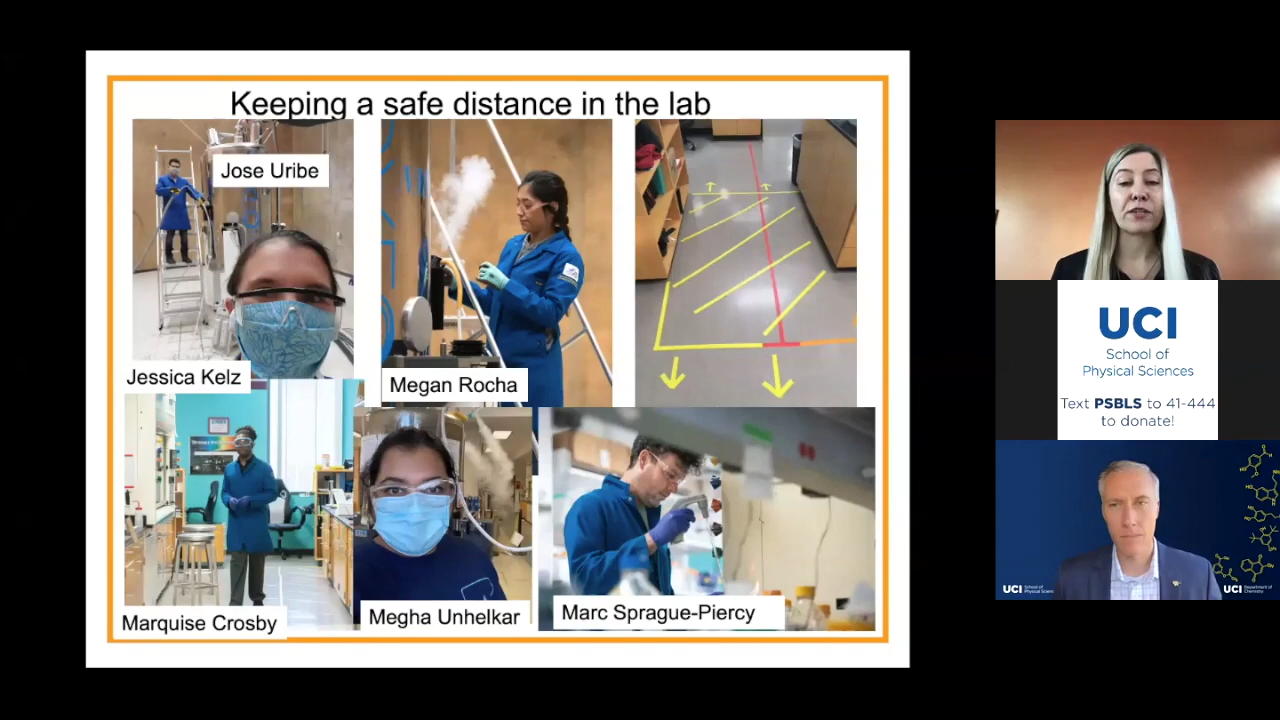 Keeping a safe distance in the lab
Jose Uribe
Jessica Kelz
Megan Rocha
Marquise Crosby
Megha Unhelkar
Marc Sprague-Piercy
UCI
School of
Physical Sciences
Text PSBLS to 41-444
to donate!
UCI School of
Physical Sciences
UCI Department of
Chemistry